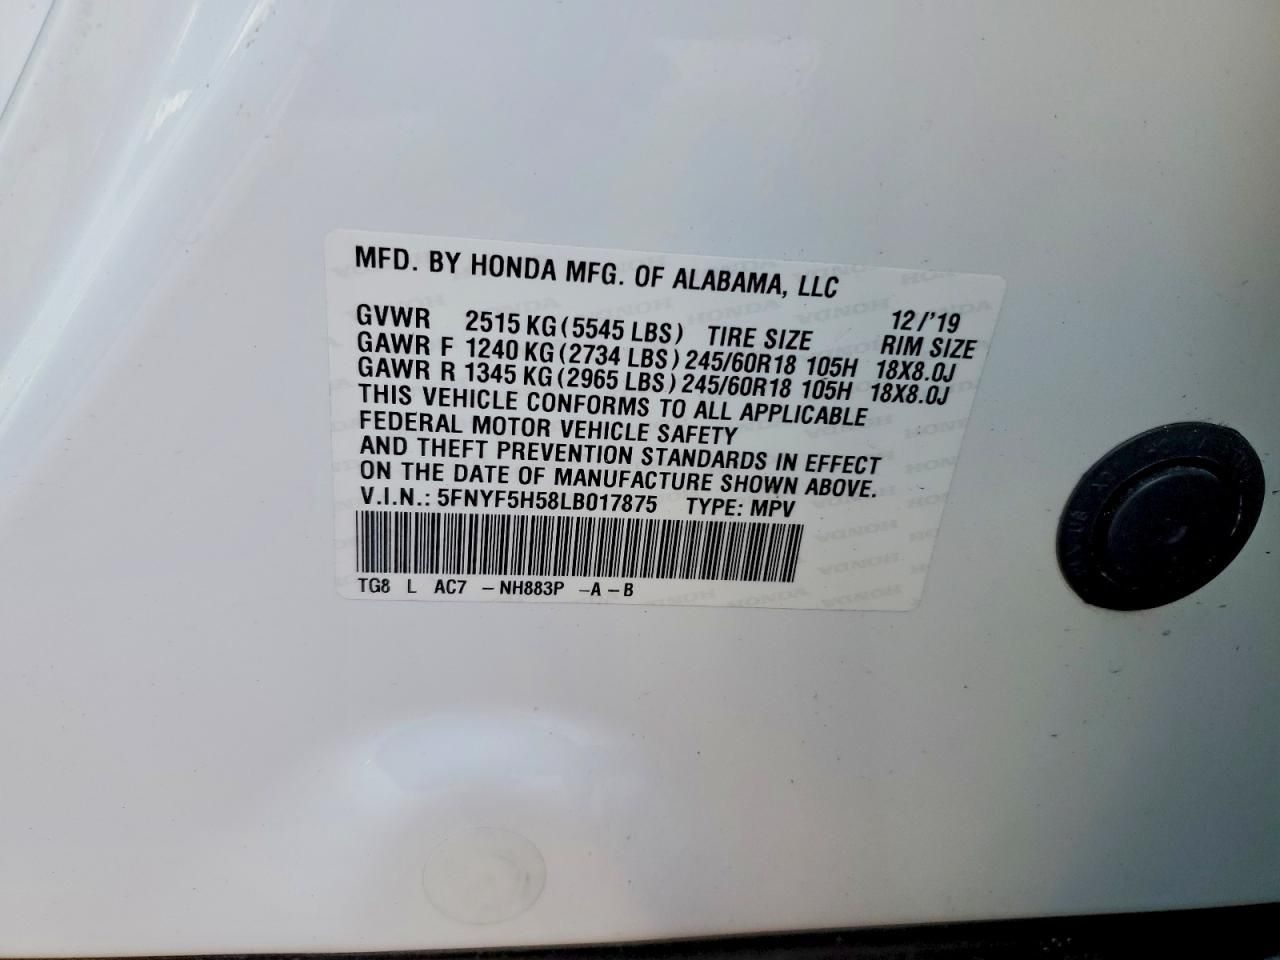 MFD. BY HONDA MFG. OF ALABAMA, LLC
GVWR 2515 KG (5545 LBS) TIRE SIZE 12/'19 RIM SIZE
GAWR F 1240 KG (2734 LBS) 245/60R18 105H 18X8.0J
GAWR R 1345 KG (2965 LBS) 245/60R18 105H 18X8.0J
THIS VEHICLE CONFORMS TO ALL APPLICABLE
FEDERAL MOTOR VEHICLE SAFETY
AND THEFT PREVENTION STANDARDS IN EFFECT
ON THE DATE OF MANUFACTURE SHOWN ABOVE.
V.I.N.: 5FNYF5H58LB017875 TYPE: MPV
TG8 L AC7 - NH883P - A - B